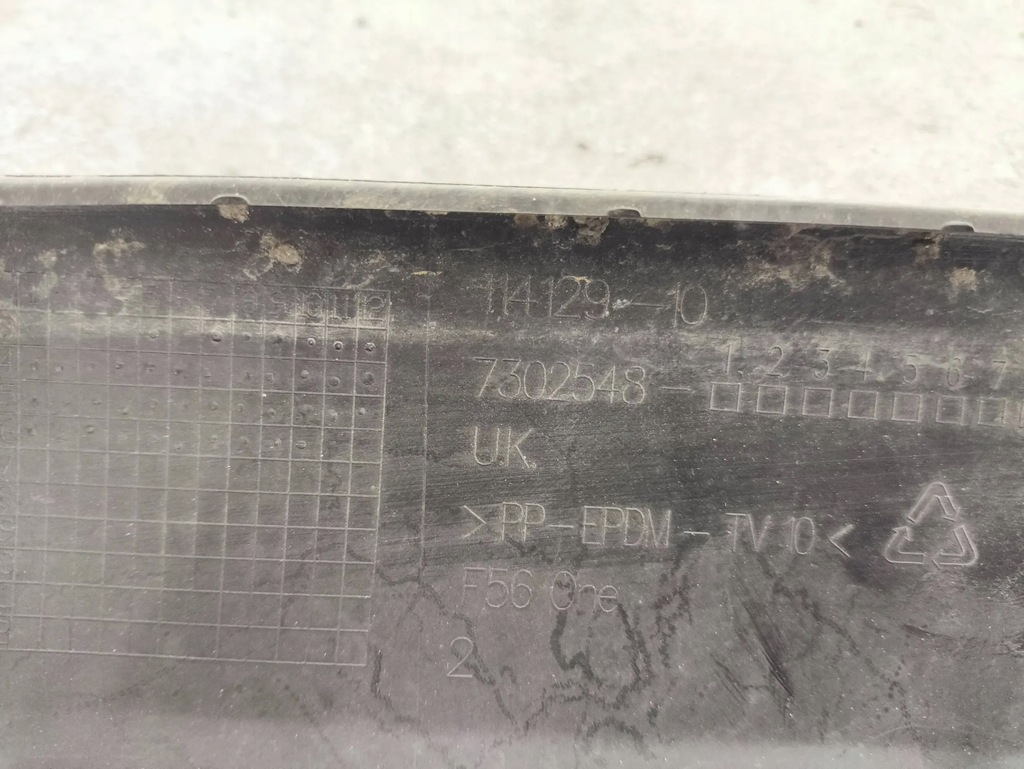 114129-10
7302548-
1 2 3 4 5 6 7
UK
>PP-EPDM-TV10<
F56 One
2